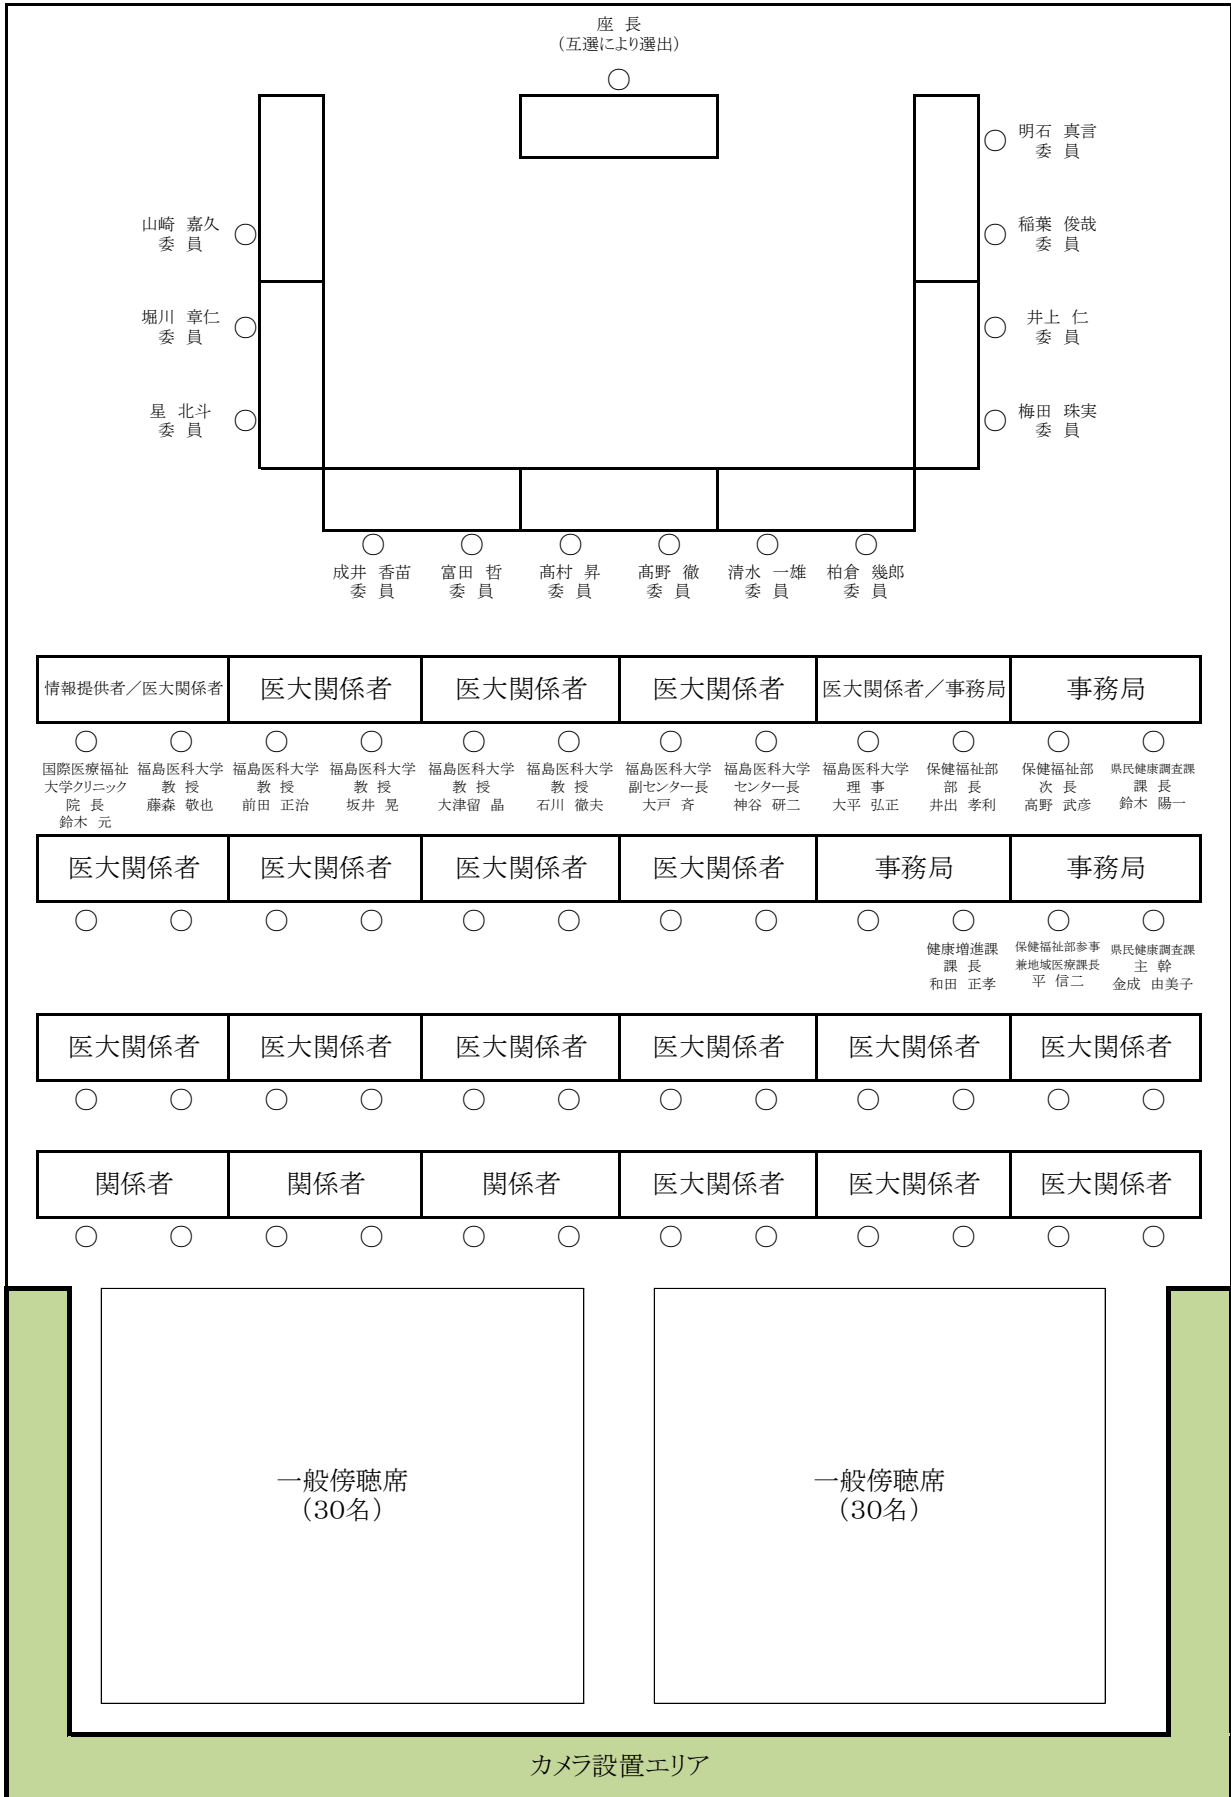 座 長
（互選により選出）
明石 真言
委 員
山崎 嘉久
委 員
稲葉 俊哉
委 員
堀川 章仁
委 員
井上 仁
委 員
星 北斗
委 員
梅田 珠実
委 員
成井 香苗
委 員
富田 哲
委 員
髙村 昇
委 員
髙野 徹
委 員
清水 一雄
委 員
柏倉 幾郎
委 員
情報提供者／医大関係者
医大関係者
医大関係者
医大関係者
医大関係者／事務局
事務局
国際医療福祉
大学クリニック
院 長
鈴木 元
福島医科大学
教 授
藤森 敬也
福島医科大学
教 授
前田 正治
福島医科大学
教 授
坂井 晃
福島医科大学
教 授
大津留 晶
福島医科大学
教 授
石川 徹夫
福島医科大学
副センター長
大戸 斉
福島医科大学
センター長
神谷 研二
福島医科大学
理 事
大平 弘正
保健福祉部
部 長
井出 孝利
保健福祉部
次 長
高野 武彦
県民健康調査課
課 長
鈴木 陽一
医大関係者
医大関係者
医大関係者
医大関係者
事務局
事務局
健康増進課
課 長
和田 正孝
保健福祉部参事
兼地域医療課長
平 信二
県民健康調査課
主 幹
金成 由美子
医大関係者
医大関係者
医大関係者
医大関係者
医大関係者
医大関係者
関係者
関係者
関係者
医大関係者
医大関係者
医大関係者
一般傍聴席
（30名）
一般傍聴席
（30名）
カメラ設置エリア